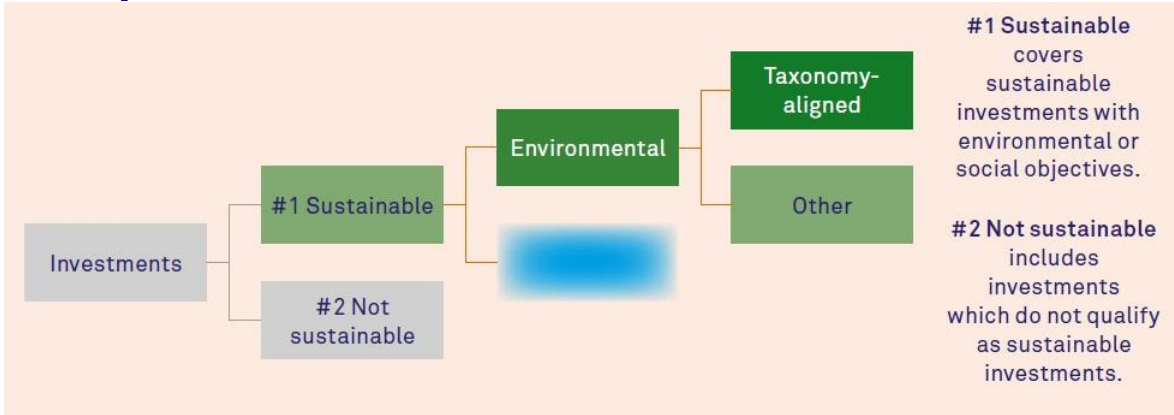 Taxonomy-
aligned
Environmental
#1 Sustainable
Other
Investments
#2 Not
sustainable
#1 Sustainable
covers
sustainable
investments with
environmental or
social objectives.
#2 Not sustainable
includes
investments
which do not qualify
as sustainable
investments.